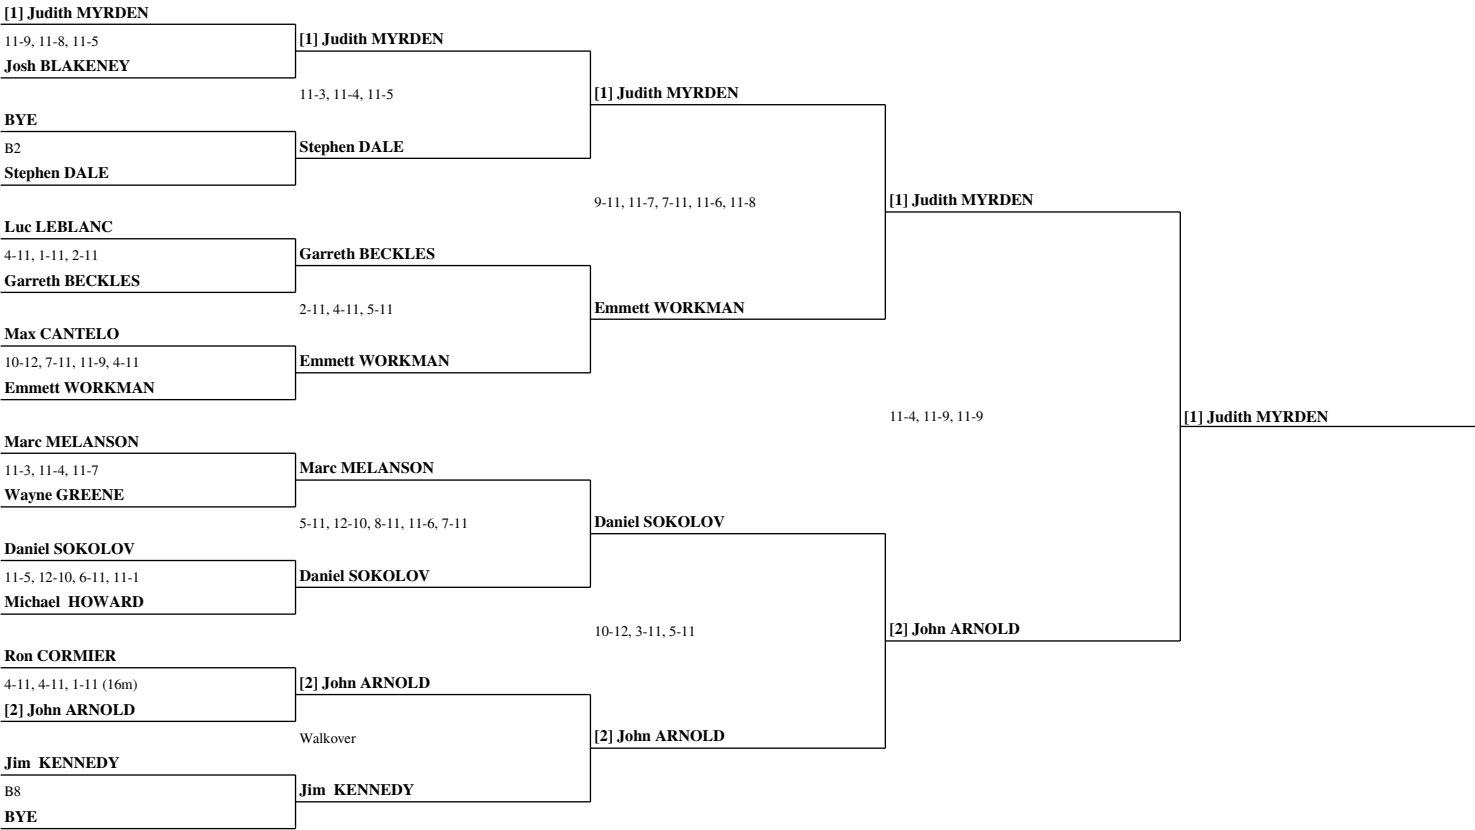 [1] Judith MYRDEN
11-9, 11-8, 11-5
Josh BLAKENEY
BYE
B2
Stephen DALE
Luc LEBLANC
4-11, 1-11, 2-11
Garreth BECKLES
Max CANTELO
10-12, 7-11, 11-9, 4-11
Emmett WORKMAN
Marc MELANSON
11-3, 11-4, 11-7
Wayne GREENE
Daniel SOKOLOV
11-5, 12-10, 6-11, 11-1
Michael  HOWARD
Ron CORMIER
4-11, 4-11, 1-11 (16m)
[2] John ARNOLD
Jim  KENNEDY
B8
BYE
[1] Judith MYRDEN
11-3, 11-4, 11-5
Stephen DALE
Garreth BECKLES
2-11, 4-11, 5-11
Emmett WORKMAN
Marc MELANSON
5-11, 12-10, 8-11, 11-6, 7-11
Daniel SOKOLOV
[2] John ARNOLD
Walkover
Jim  KENNEDY
[1] Judith MYRDEN
9-11, 11-7, 7-11, 11-6, 11-8
Emmett WORKMAN
Daniel SOKOLOV
10-12, 3-11, 5-11
[2] John ARNOLD
[1] Judith MYRDEN
11-4, 11-9, 11-9
[2] John ARNOLD
[1] Judith MYRDEN